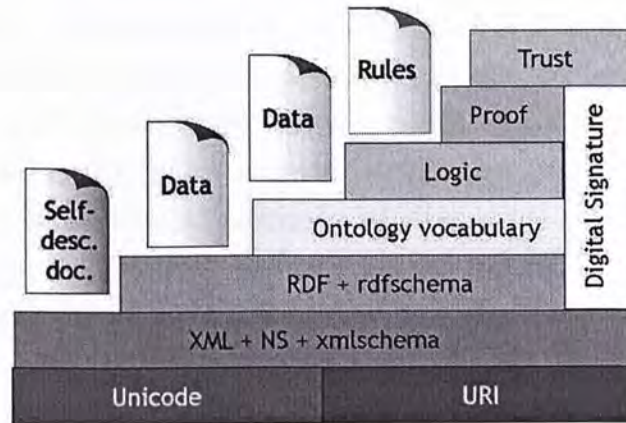 Rules
Trust
Data
Proof
Data
Logic
Self-
desc.
doc.
Ontology vocabulary
Digital Signature
RDF + rdfschema
XML + NS + xmlschema
Unicode
URI